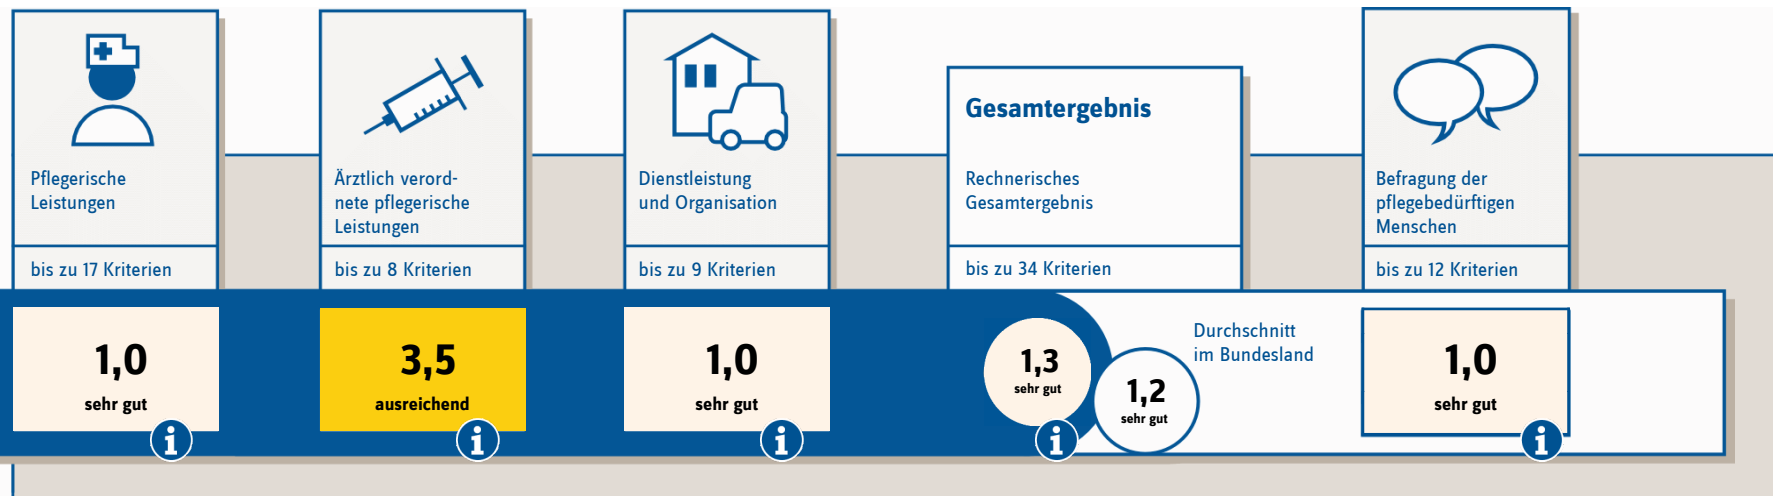 Pflegerische
Leistungen
bis zu 17 Kriterien
1,0
sehr gut
i
Ärztlich verord-
nete pflegerische
Leistungen
bis zu 8 Kriterien
3,5
ausreichend
i
Dienstleistung
und Organisation
bis zu 9 Kriterien
1,0
sehr gut
i
Gesamtergebnis
Rechnerisches
Gesamtergebnis
bis zu 34 Kriterien
1,3
sehr gut
i
1,2
sehr gut
Durchschnitt
im Bundesland
Befragung der
pflegebedürftigen
Menschen
bis zu 12 Kriterien
1,0
sehr gut
i